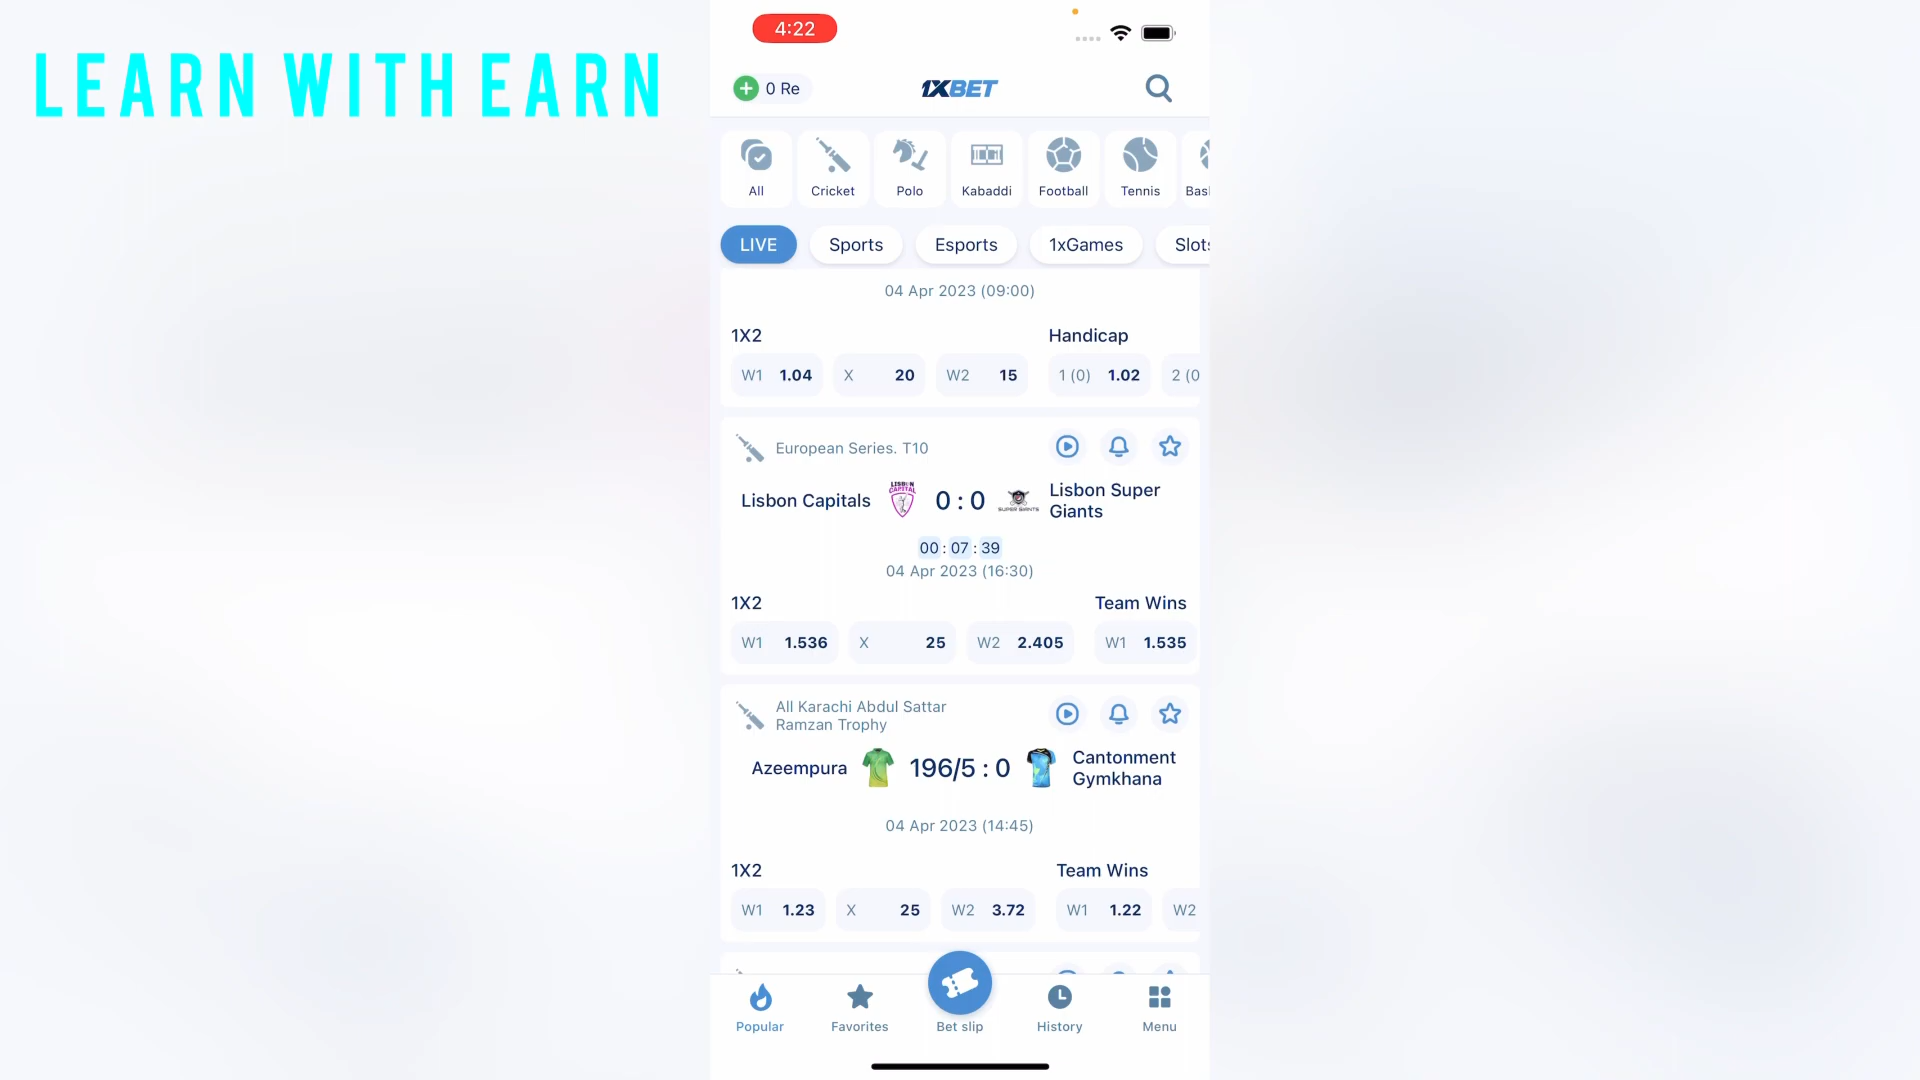 LEARN WITH EARN
4:22
0 Re
1XBET
All
Cricket
Polo
Kabaddi
Football
Tennis
Bas
LIVE
Sports
Esports
1xGames
Slots
04 Apr 2023 (09:00)
1X2
Handicap
W1 1.04
X 20
W2 15
1 (0) 1.02
2 (0
European Series. T10
Lisbon Capitals
LISBON CAPITAL
0 : 0
SUPER GIANTS
Lisbon Super
Giants
00 : 07 : 39
04 Apr 2023 (16:30)
1X2
Team Wins
W1 1.536
X 25
W2 2.405
W1 1.535
All Karachi Abdul Sattar
Ramzan Trophy
Azeempura
196/5 : 0
Cantonment
Gymkhana
04 Apr 2023 (14:45)
1X2
Team Wins
W1 1.23
X 25
W2 3.72
W1 1.22
W2
Popular
Favorites
Bet slip
History
Menu